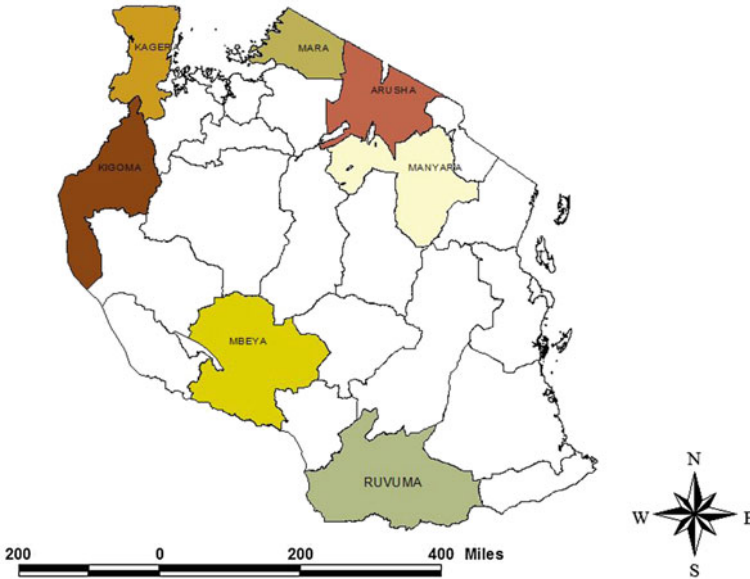 KAGERA
MARA
ARUSHA
KIGOMA
MANYARA
MBEYA
RUVUMA
N
W E
S
200 0 200 400 Miles